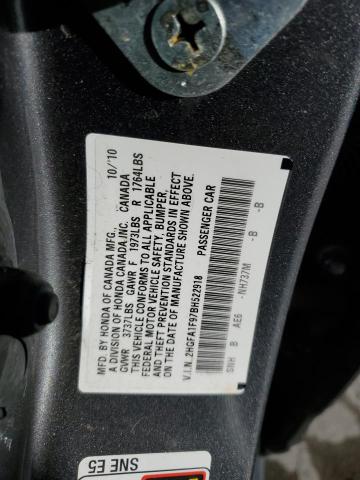 MFD. BY HONDA OF CANADA MFG., 10/'10
A DIVISION OF HONDA CANADA INC. CANADA
GVWR 3737LBS GAWR F 1973LBS R 1764LBS
THIS VEHICLE CONFORMS TO ALL APPLICABLE
FEDERAL MOTOR VEHICLE SAFETY, BUMPER,
AND THEFT PREVENTION STANDARDS IN EFFECT
ON THE DATE OF MANUFACTURE SHOWN ABOVE.
V.I.N. 2HGFA1F97BH522918 PASSENGER CAR
SNH B AE6 -NH737M -B -B
SNE E5